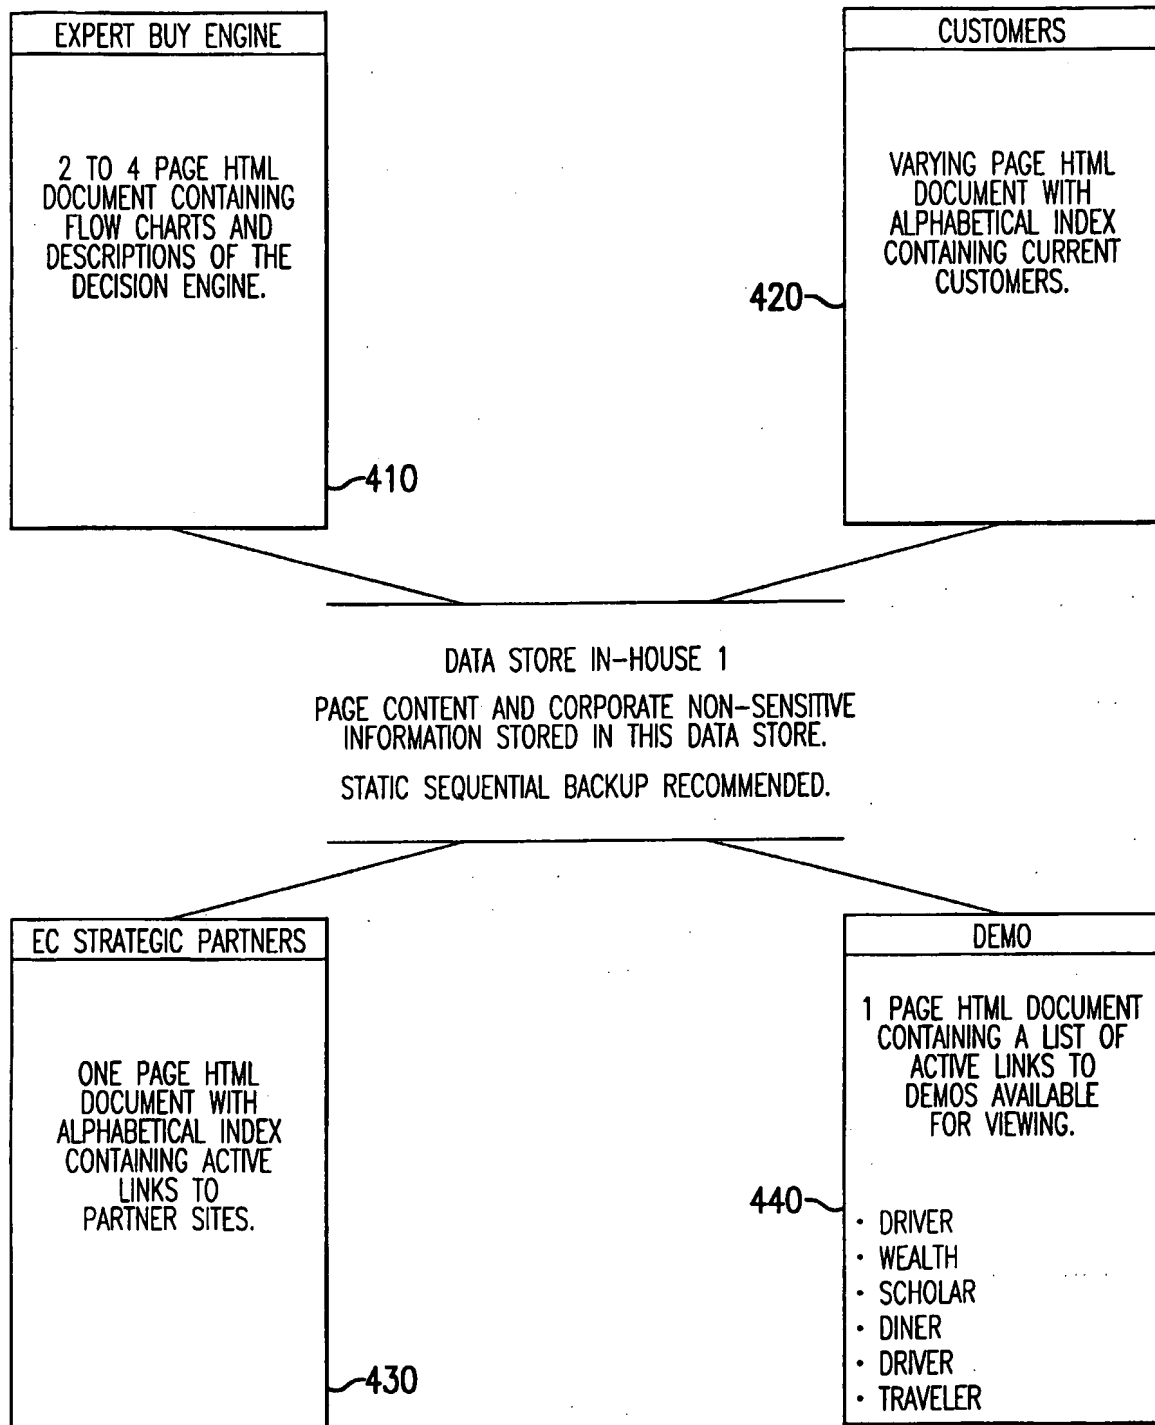 EXPERT BUY ENGINE
2 TO 4 PAGE HTML
DOCUMENT CONTAINING
FLOW CHARTS AND
DESCRIPTIONS OF THE
DECISION ENGINE.
410
CUSTOMERS
VARYING PAGE HTML
DOCUMENT WITH
ALPHABETICAL INDEX
CONTAINING CURRENT
CUSTOMERS.
420
DATA STORE IN-HOUSE 1
PAGE CONTENT AND CORPORATE NON-SENSITIVE
INFORMATION STORED IN THIS DATA STORE.
STATIC SEQUENTIAL BACKUP RECOMMENDED.
EC STRATEGIC PARTNERS
ONE PAGE HTML
DOCUMENT WITH
ALPHABETICAL INDEX
CONTAINING ACTIVE
LINKS TO
PARTNER SITES.
430
DEMO
1 PAGE HTML DOCUMENT
CONTAINING A LIST OF
ACTIVE LINKS TO
DEMOS AVAILABLE
FOR VIEWING.
440
• DRIVER
• WEALTH
• SCHOLAR
• DINER
• DRIVER
• TRAVELER